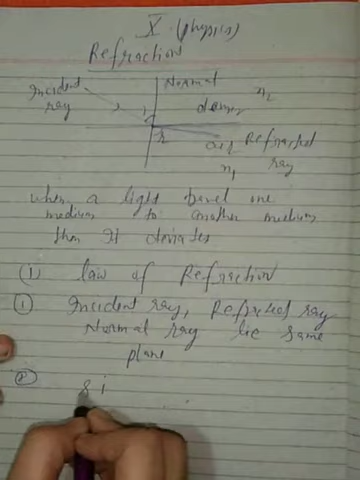 X (physics)
Refraction
Incident ray
Normal
n2
denser
i
r
air
Refracted ray
n1
when a light travel one
medium to another medium
then it deviates
(1) law of Refraction
① Incident ray, Refracted ray
Normal ray lie same
plane
② si